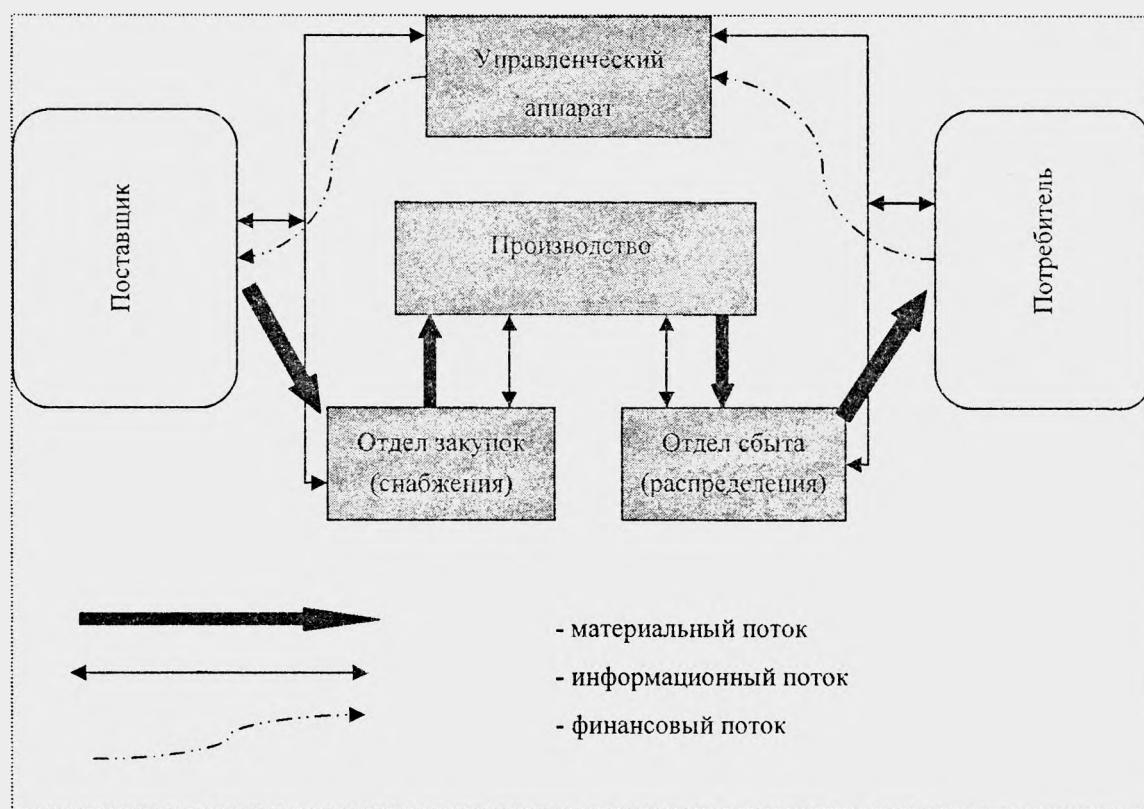 Управленческий
аппарат
Поставщик
Потребитель
Производство
Отдел закупок
(снабжения)
Отдел сбыта
(распределения)
- материальный поток
- информационный поток
- финансовый поток